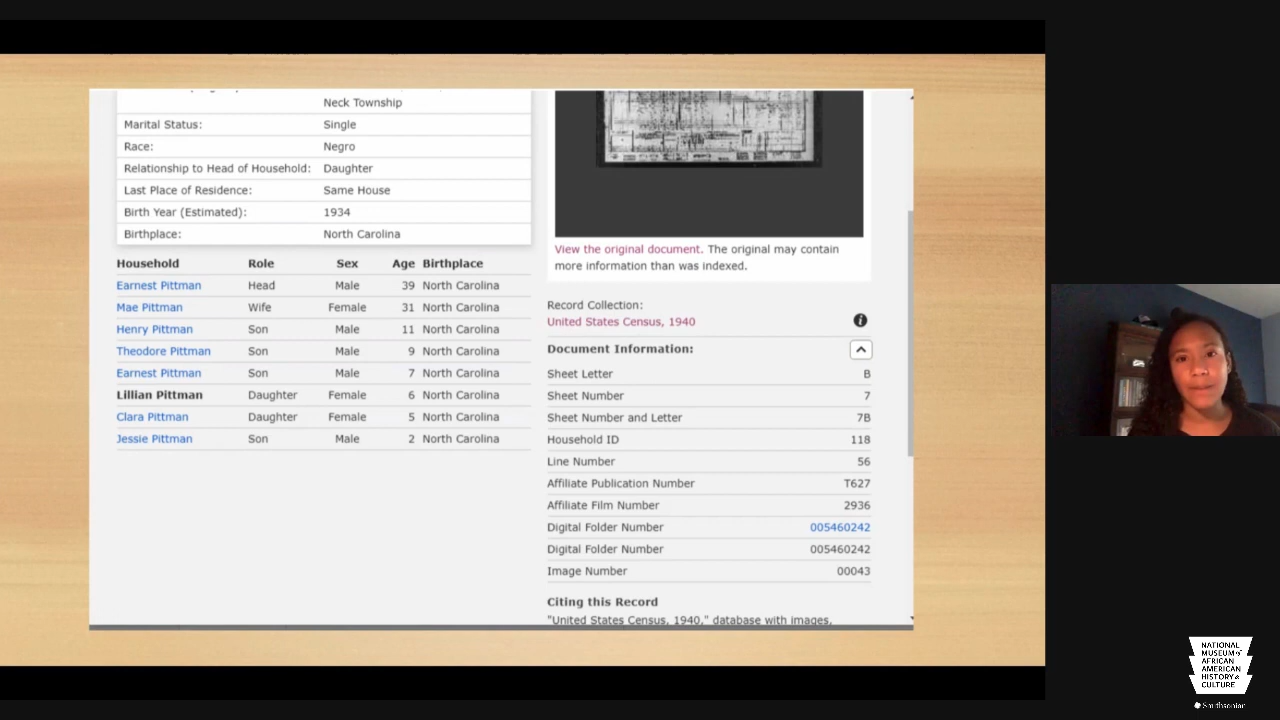 Neck Township
Marital Status: Single
Race: Negro
Relationship to Head of Household: Daughter
Last Place of Residence: Same House
Birth Year (Estimated): 1934
Birthplace: North Carolina
Household Role Sex Age Birthplace
Earnest Pittman Head Male 39 North Carolina
Mae Pittman Wife Female 31 North Carolina
Henry Pittman Son Male 11 North Carolina
Theodore Pittman Son Male 9 North Carolina
Earnest Pittman Son Male 7 North Carolina
Lillian Pittman Daughter Female 6 North Carolina
Clara Pittman Daughter Female 5 North Carolina
Jessie Pittman Son Male 2 North Carolina
View the original document. The original may contain
more information than was indexed.
Record Collection:
United States Census, 1940
Document Information:
Sheet Letter B
Sheet Number 7
Sheet Number and Letter 7B
Household ID 118
Line Number 56
Affiliate Publication Number T627
Affiliate Film Number 2936
Digital Folder Number 005460242
Digital Folder Number 005460242
Image Number 00043
Citing this Record
"United States Census, 1940," database with images,
NATIONAL
MUSEUM of
AFRICAN
AMERICAN
HISTORY &
CULTURE
Smithsonian